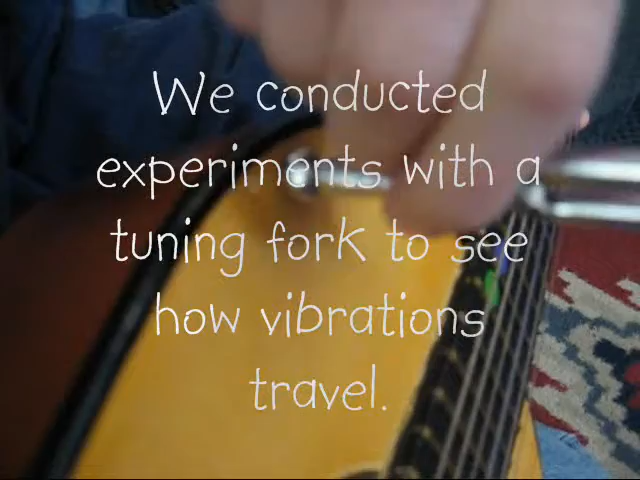 We conducted
experiments with a
tuning fork to see
how vibrations
travel.